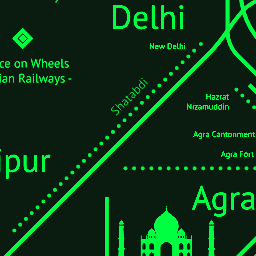 Delhi
New Delhi
ce on Wheels
ian Railways -
Shatabdi
Hazrat
Nizamuddin
Agra Cantonment
Agra Fort
ipur
Agra